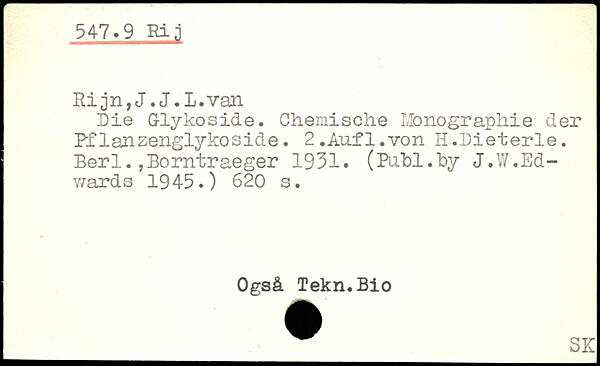 547.9 Rij
Rijn,J.J.L.van
Die Glykoside. Chemische Monographie der
Pflanzenglykoside. 2.Aufl.von H.Dieterle.
Berl.,Borntraeger 1931. (Publ.by J.W.Ed-
wards 1945.) 620 s.
Også Tekn.Bio
SK